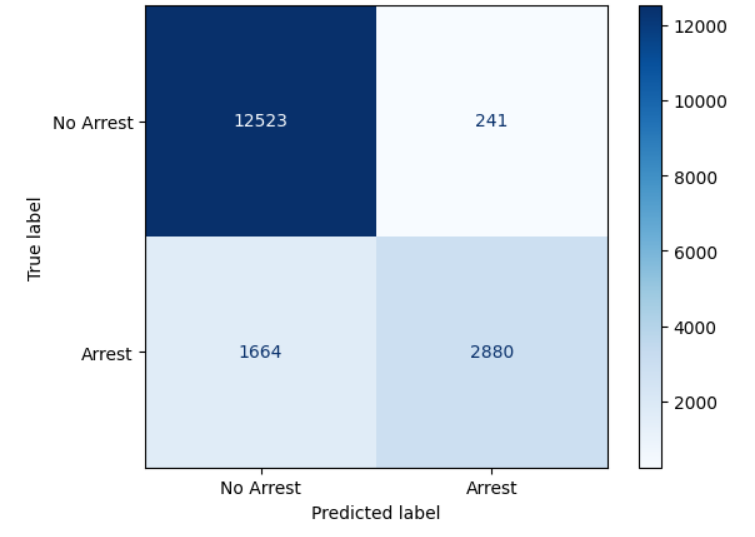 True label
No Arrest
12523 241
Arrest
1664 2880
No Arrest Arrest
Predicted label
12000
10000
8000
6000
4000
2000